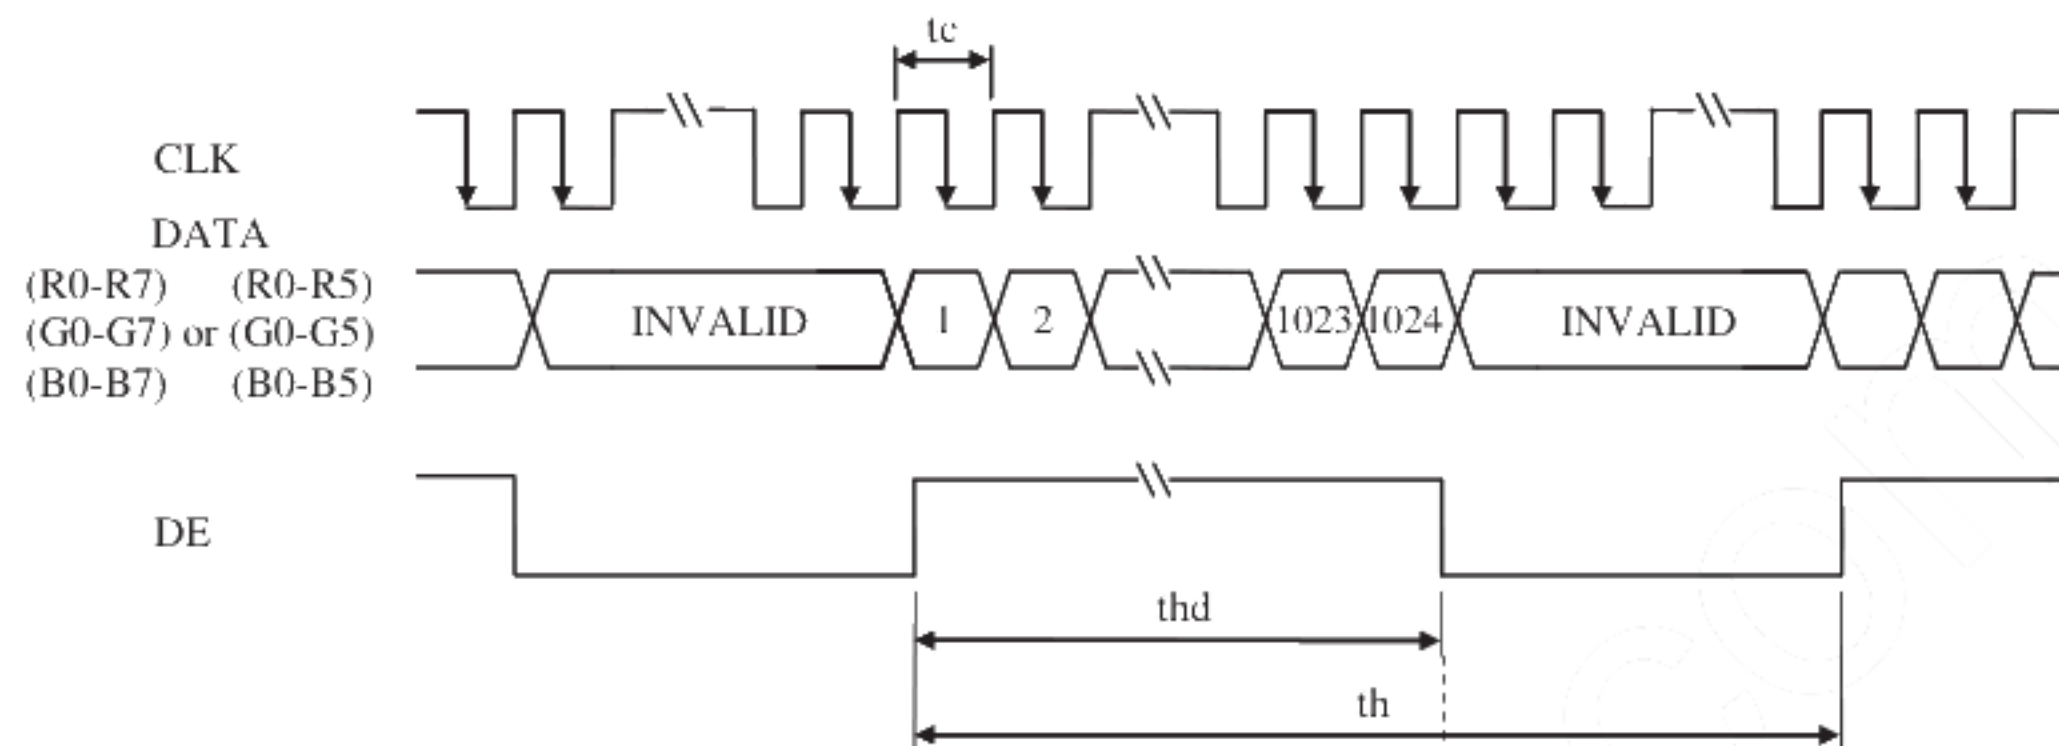 tc
CLK
DATA
(R0-R7) (R0-R5)
(G0-G7) or (G0-G5)
(B0-B7) (B0-B5)
INVALID 1 2 1023 1024 INVALID
DE
thd
th